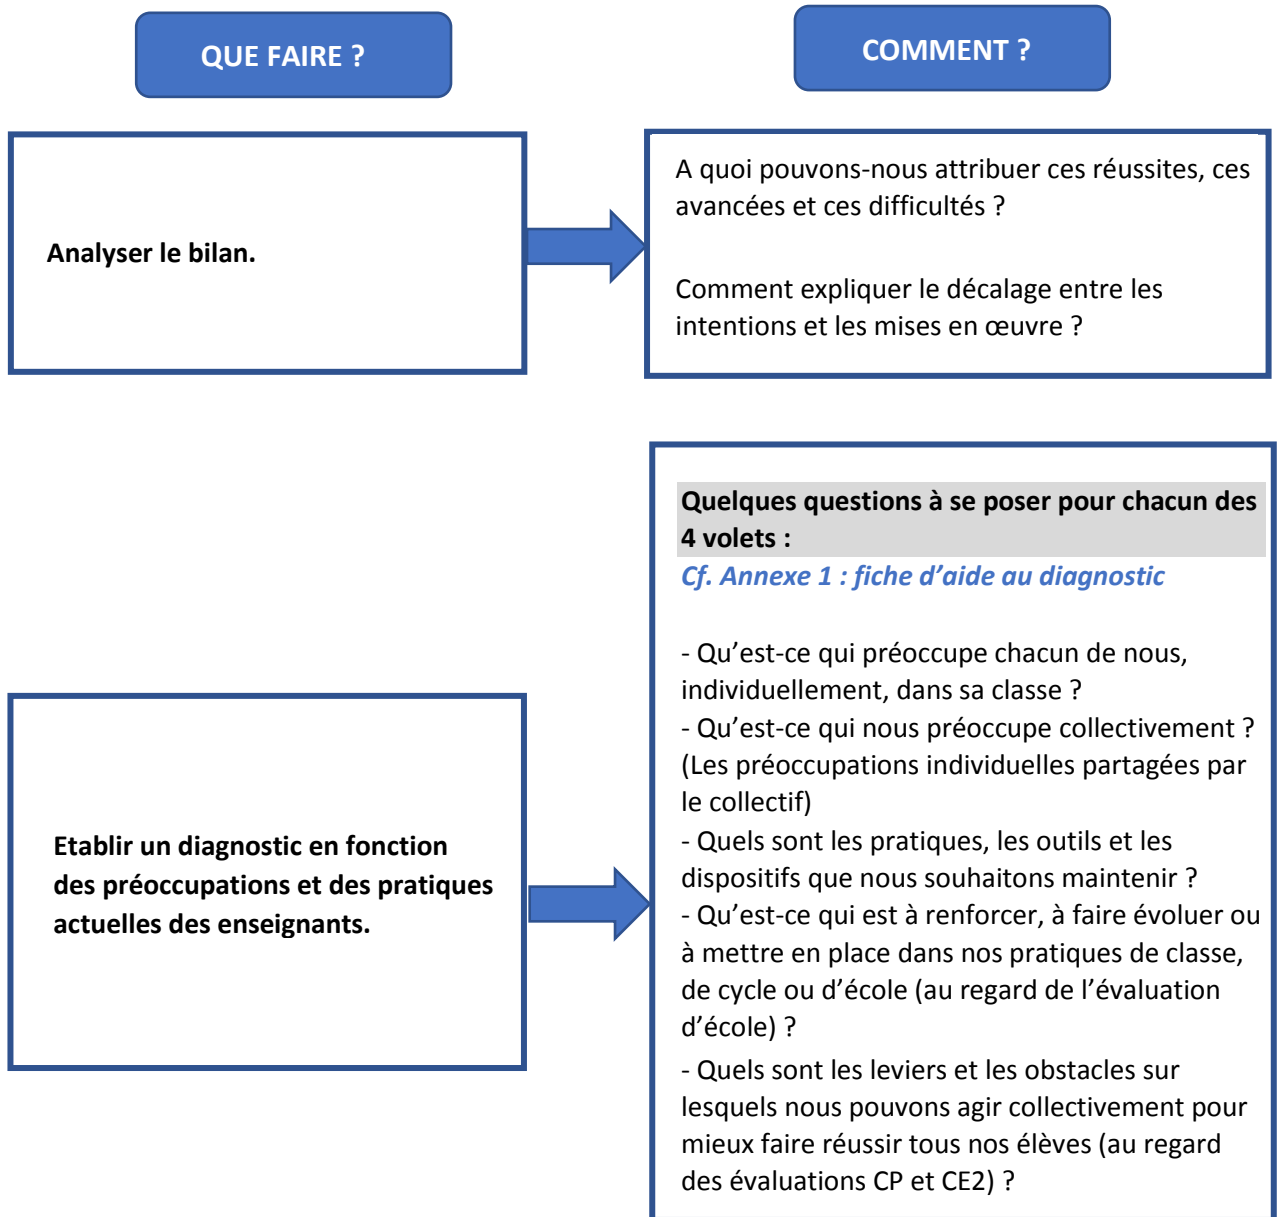 QUE FAIRE ?
COMMENT ?
Analyser le bilan.
A quoi pouvons-nous attribuer ces réussites, ces
avancées et ces difficultés ?
Comment expliquer le décalage entre les
intentions et les mises en œuvre ?
Etablir un diagnostic en fonction
des préoccupations et des pratiques
actuelles des enseignants.
Quelques questions à se poser pour chacun des
4 volets :
Cf. Annexe 1 : fiche d’aide au diagnostic
- Qu’est-ce qui préoccupe chacun de nous,
individuellement, dans sa classe ?
- Qu’est-ce qui nous préoccupe collectivement ?
(Les préoccupations individuelles partagées par
le collectif)
- Quels sont les pratiques, les outils et les
dispositifs que nous souhaitons maintenir ?
- Qu’est-ce qui est à renforcer, à faire évoluer ou
à mettre en place dans nos pratiques de classe,
de cycle ou d’école (au regard de l’évaluation
d’école) ?
- Quels sont les leviers et les obstacles sur
lesquels nous pouvons agir collectivement pour
mieux faire réussir tous nos élèves (au regard
des évaluations CP et CE2) ?